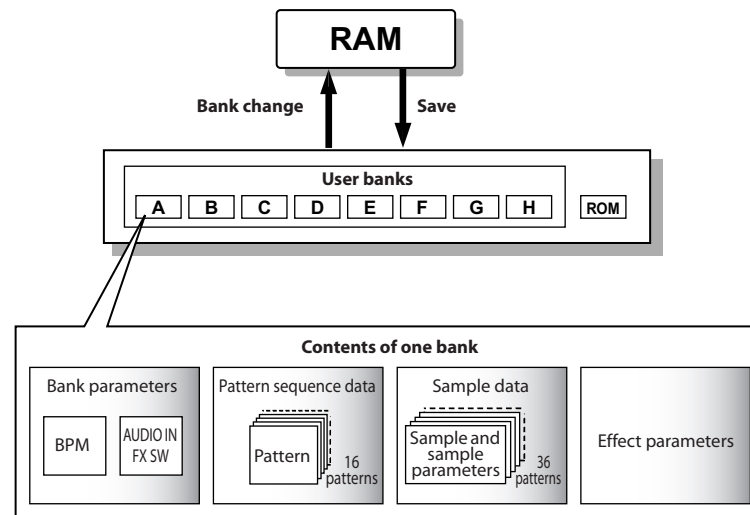 RAM
Bank change
Save
User banks
A B C D E F G H
ROM
Contents of one bank
Bank parameters
BPM
AUDIO IN
FX SW
Pattern sequence data
Pattern
16
patterns
Sample data
Sample and
sample
parameters
36
patterns
Effect parameters